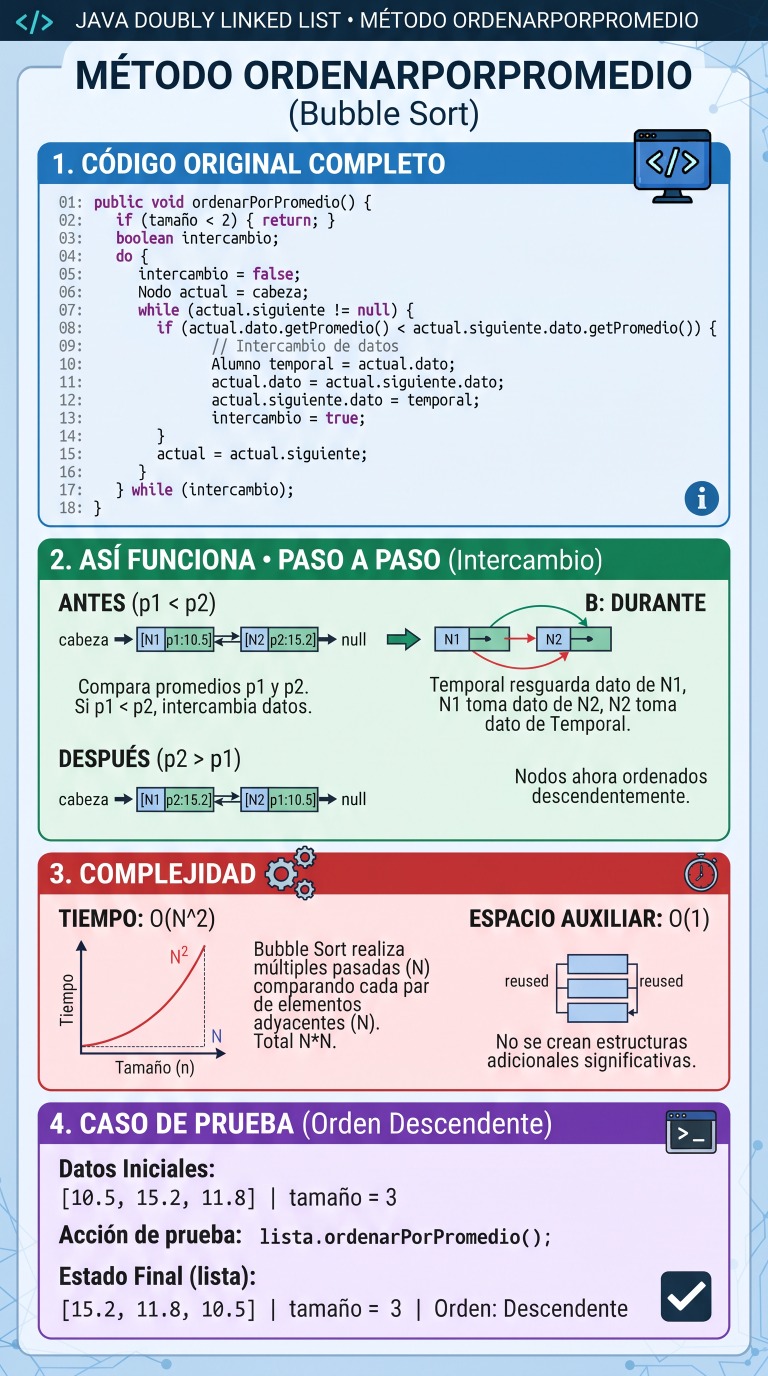 </> JAVA DOUBLY LINKED LIST • MÉTODO ORDENARPORPROMEDIO
MÉTODO ORDENARPORPROMEDIO
(Bubble Sort)
1. CÓDIGO ORIGINAL COMPLETO
</>
01: public void ordenarPorPromedio() {
02: if (tamaño < 2) { return; }
03: boolean intercambio;
04: do {
05: intercambio = false;
06: Nodo actual = cabeza;
07: while (actual.siguiente != null) {
08: if (actual.dato.getPromedio() < actual.siguiente.dato.getPromedio()) {
09: // Intercambio de datos
10: Alumno temporal = actual.dato;
11: actual.dato = actual.siguiente.dato;
12: actual.siguiente.dato = temporal;
13: intercambio = true;
14: }
15: actual = actual.siguiente;
16: }
17: } while (intercambio);
18: }
i
2. ASÍ FUNCIONA • PASO A PASO (Intercambio)
ANTES (p1 < p2)
cabeza [N1 p1:10.5] [N2 p2:15.2] null
Compara promedios p1 y p2.
Si p1 < p2, intercambia datos.
B: DURANTE
N1 N2
Temporal resguarda dato de N1,
N1 toma dato de N2, N2 toma
dato de Temporal.
DESPUÉS (p2 > p1)
cabeza [N1 p2:15.2] [N2 p1:10.5] null
Nodos ahora ordenados
descendentemente.
3. COMPLEJIDAD
TIEMPO: O(N^2)
Tiempo
N²
N
Tamaño (n)
Bubble Sort realiza
múltiples pasadas (N)
comparando cada par
de elementos
adyacentes (N).
Total N*N.
ESPACIO AUXILIAR: O(1)
reused reused
No se crean estructuras
adicionales significativas.
4. CASO DE PRUEBA (Orden Descendente)
>_
Datos Iniciales:
[10.5, 15.2, 11.8] | tamaño = 3
Acción de prueba: lista.ordenarPorPromedio();
Estado Final (lista):
[15.2, 11.8, 10.5] | tamaño = 3 | Orden: Descendente